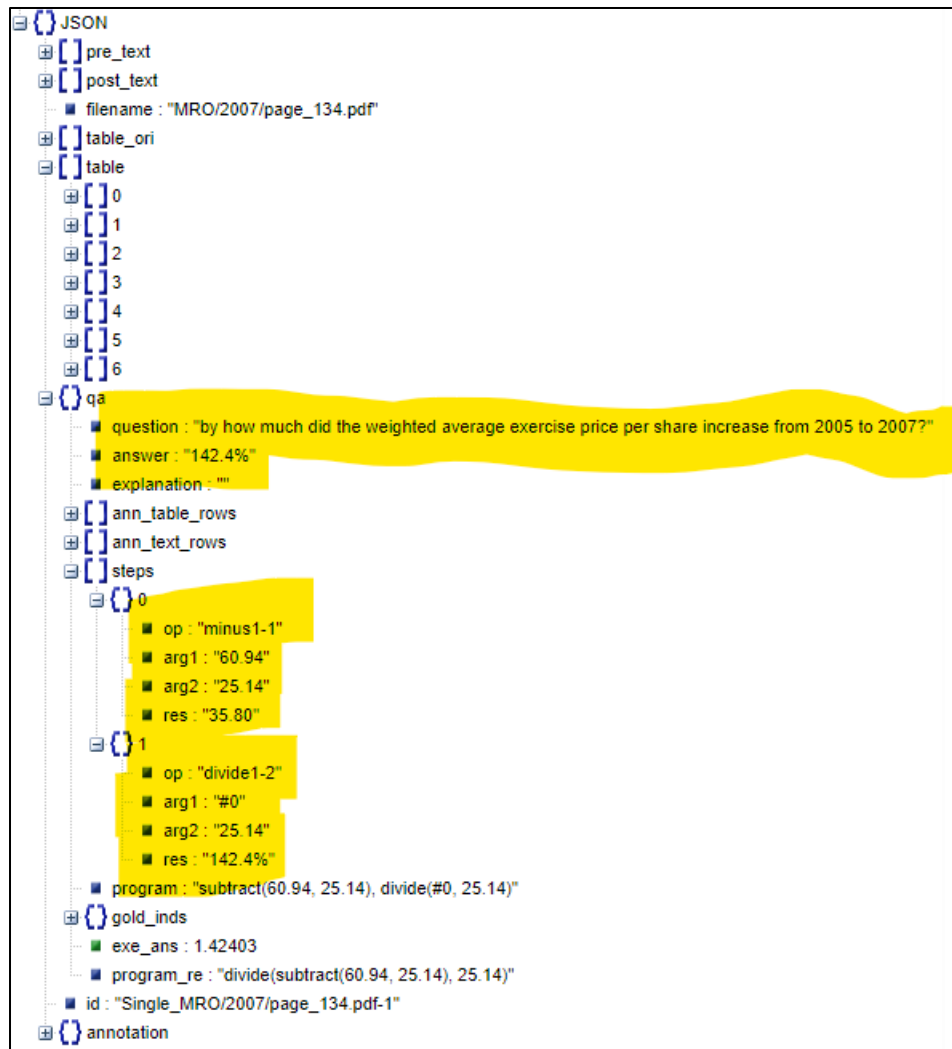 {} JSON
[ ] pre_text
[ ] post_text
filename : "MRO/2007/page_134.pdf"
[ ] table_ori
[ ] table
[ ] 0
[ ] 1
[ ] 2
[ ] 3
[ ] 4
[ ] 5
[ ] 6
{} qa
question : "by how much did the weighted average exercise price per share increase from 2005 to 2007?"
answer : "142.4%"
explanation : ""
[ ] ann_table_rows
[ ] ann_text_rows
[ ] steps
{} 0
op : "minus1-1"
arg1 : "60.94"
arg2 : "25.14"
res : "35.80"
{} 1
op : "divide1-2"
arg1 : "#0"
arg2 : "25.14"
res : "142.4%"
program : "subtract(60.94, 25.14), divide(#0, 25.14)"
{} gold_inds
exe_ans : 1.42403
program_re : "divide(subtract(60.94, 25.14), 25.14)"
id : "Single_MRO/2007/page_134.pdf-1"
{} annotation